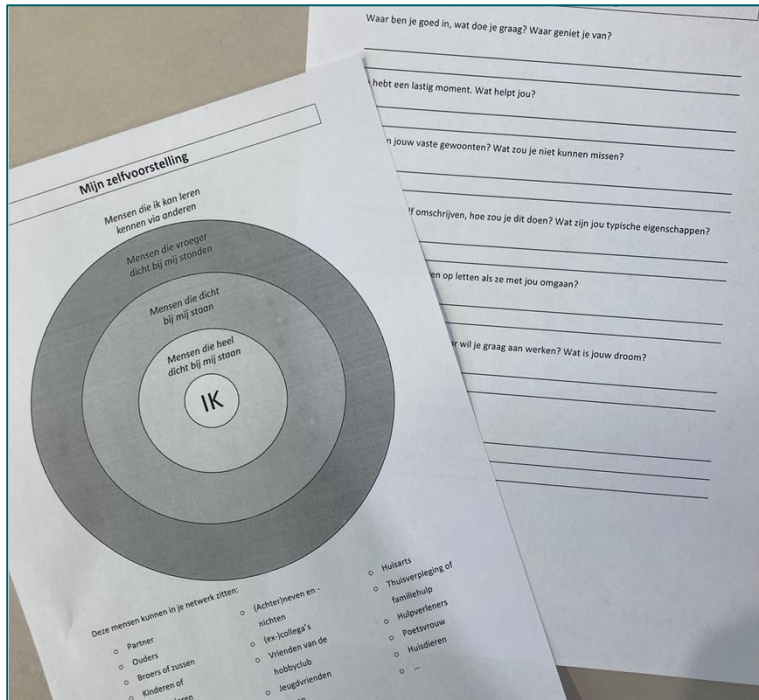 Mijn zelfvoorstelling
Mensen die ik kan leren
kennen via anderen
Mensen die vroeger
dicht bij mij stonden
Mensen die dicht
bij mij staan
Mensen die heel
dicht bij mij staan
IK
Deze mensen kunnen in je netwerk zitten:
Partner
Ouders
Broers of zussen
Kinderen of
(Achter)neven en -
nichten
(ex-)collega's
Vrienden van de
hobbyclub
Jeugdvrienden
Huisarts
Thuisverpleging of
familiehulp
Hulpverleners
Poetsvrouw
Huisdieren
...
Waar ben je goed in, wat doe je graag? Waar geniet je van?
hebt een lastig moment. Wat helpt jou?
jouw vaste gewoonten? Wat zou je niet kunnen missen?
omschrijven, hoe zou je dit doen? Wat zijn jou typische eigenschappen?
op letten als ze met jou omgaan?
wil je graag aan werken? Wat is jouw droom?